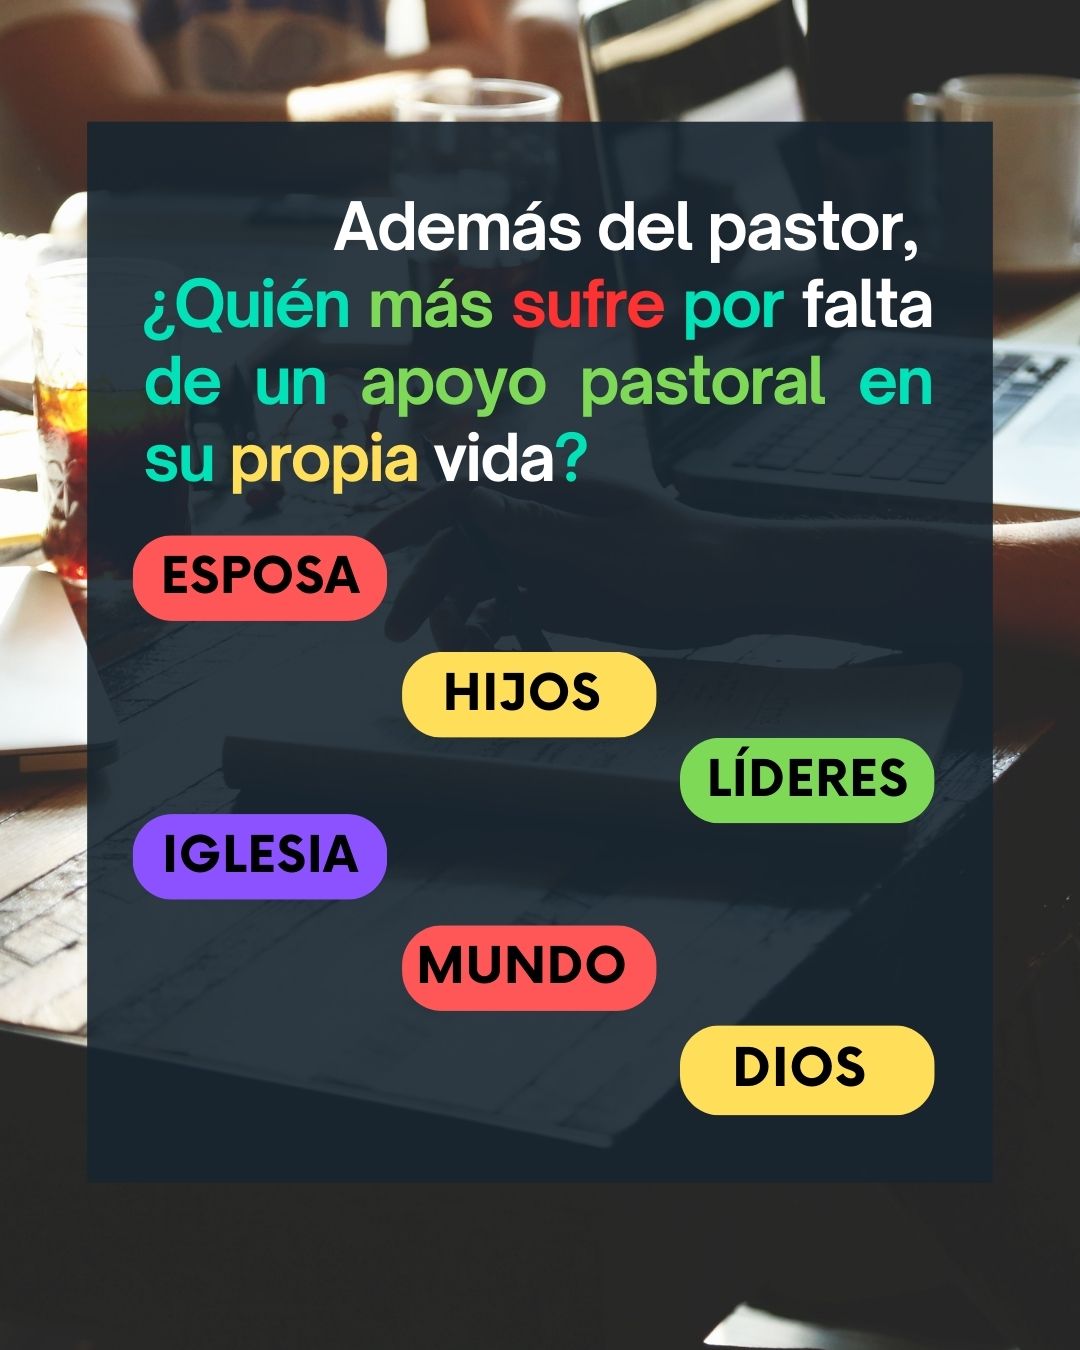 Además del pastor,
¿Quién más sufre por falta
de un apoyo pastoral en
su propia vida?
ESPOSA
HIJOS
LÍDERES
IGLESIA
MUNDO
DIOS